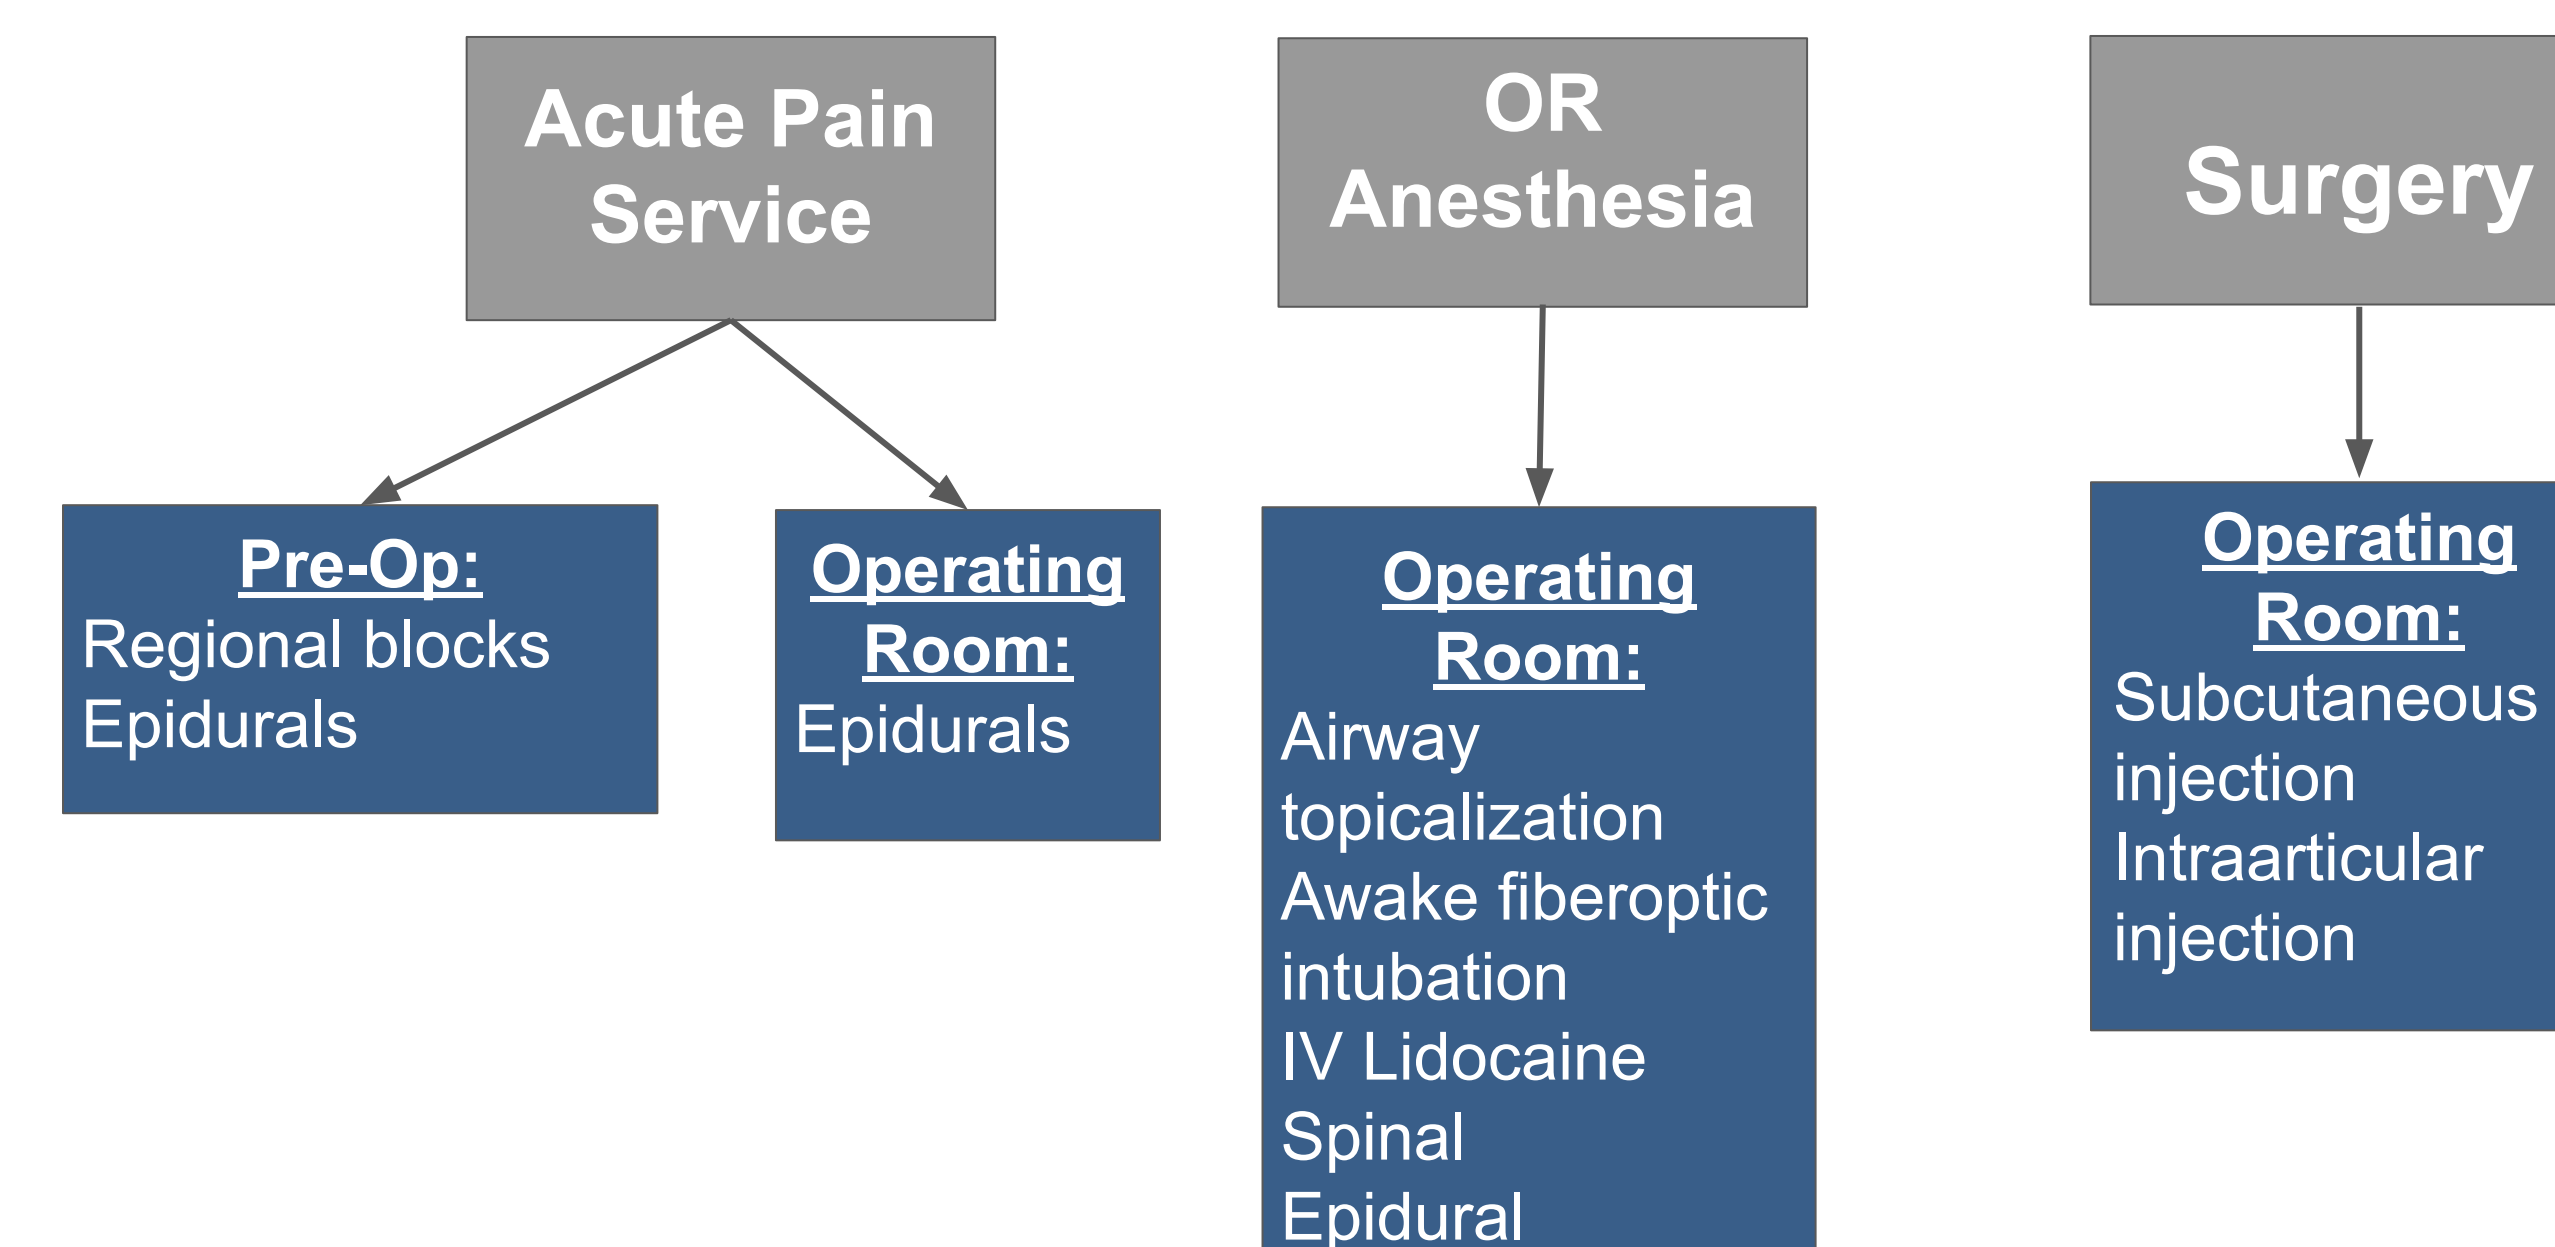 Acute Pain
Service
OR
Anesthesia
Surgery
Pre-Op:
Regional blocks
Epidurals
Operating
Room:
Epidurals
Operating
Room:
Airway
topicalization
Awake fiberoptic
intubation
IV Lidocaine
Spinal
Epidural
Operating
Room:
Subcutaneous
injection
Intraarticular
injection